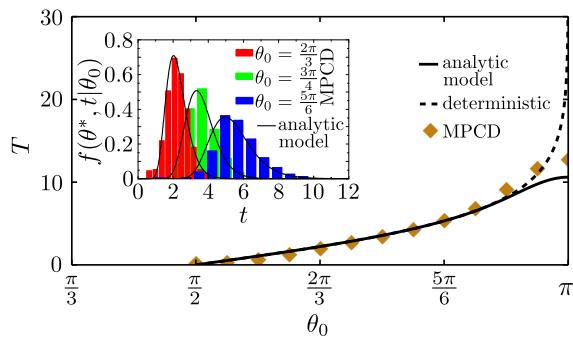 30
20
10
0
T
π/3
π/2
2π/3
5π/6
π
θ₀
analytic
model
deterministic
MPCD
0.8
0.6
0.4
0.2
0
f(θ*, t|θ₀)
0 2 4 6 8 10 12
t
θ₀ = 2π/3
θ₀ = 3π/4
θ₀ = 5π/6
MPCD
analytic
model